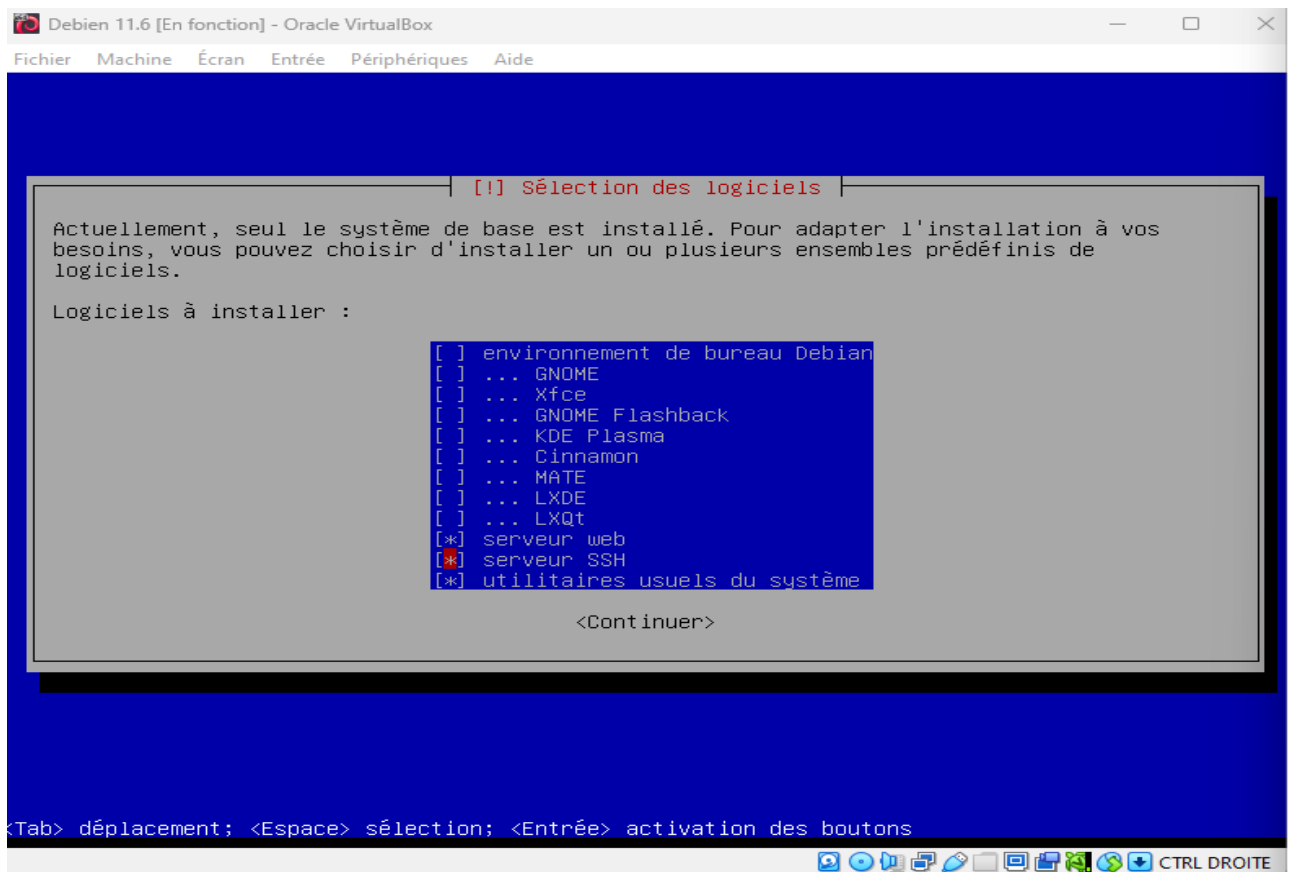 Debien 11.6 [En fonction] - Oracle VirtualBox
Fichier Machine Écran Entrée Périphériques Aide
[!] Sélection des logiciels
Actuellement, seul le système de base est installé. Pour adapter l'installation à vos
besoins, vous pouvez choisir d'installer un ou plusieurs ensembles prédéfinis de
logiciels.
Logiciels à installer :
[ ] environnement de bureau Debian
[ ] ... GNOME
[ ] ... Xfce
[ ] ... GNOME Flashback
[ ] ... KDE Plasma
[ ] ... Cinnamon
[ ] ... MATE
[ ] ... LXDE
[ ] ... LXQt
[*] serveur web
[*] serveur SSH
[*] utilitaires usuels du système
<Continuer>
<Tab> déplacement; <Espace> sélection; <Entrée> activation des boutons
CTRL DROITE